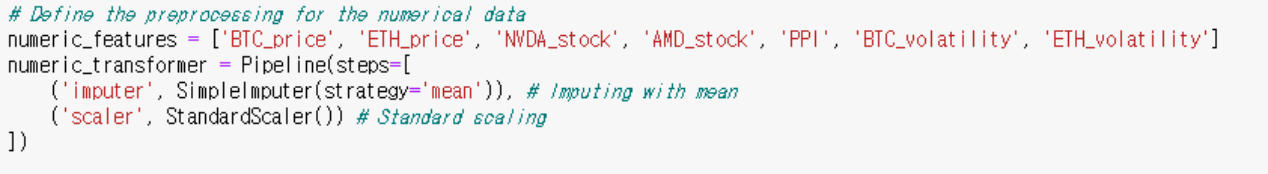 # Define the preprocessing for the numerical data
numeric_features = ['BTC_price', 'ETH_price', 'NVDA_stock', 'AMD_stock', 'PPI', 'BTC_volatility', 'ETH_volatility']
numeric_transformer = Pipeline(steps=[
    ('imputer', SimpleImputer(strategy='mean')), # Imputing with mean
    ('scaler', StandardScaler()) # Standard scaling
])